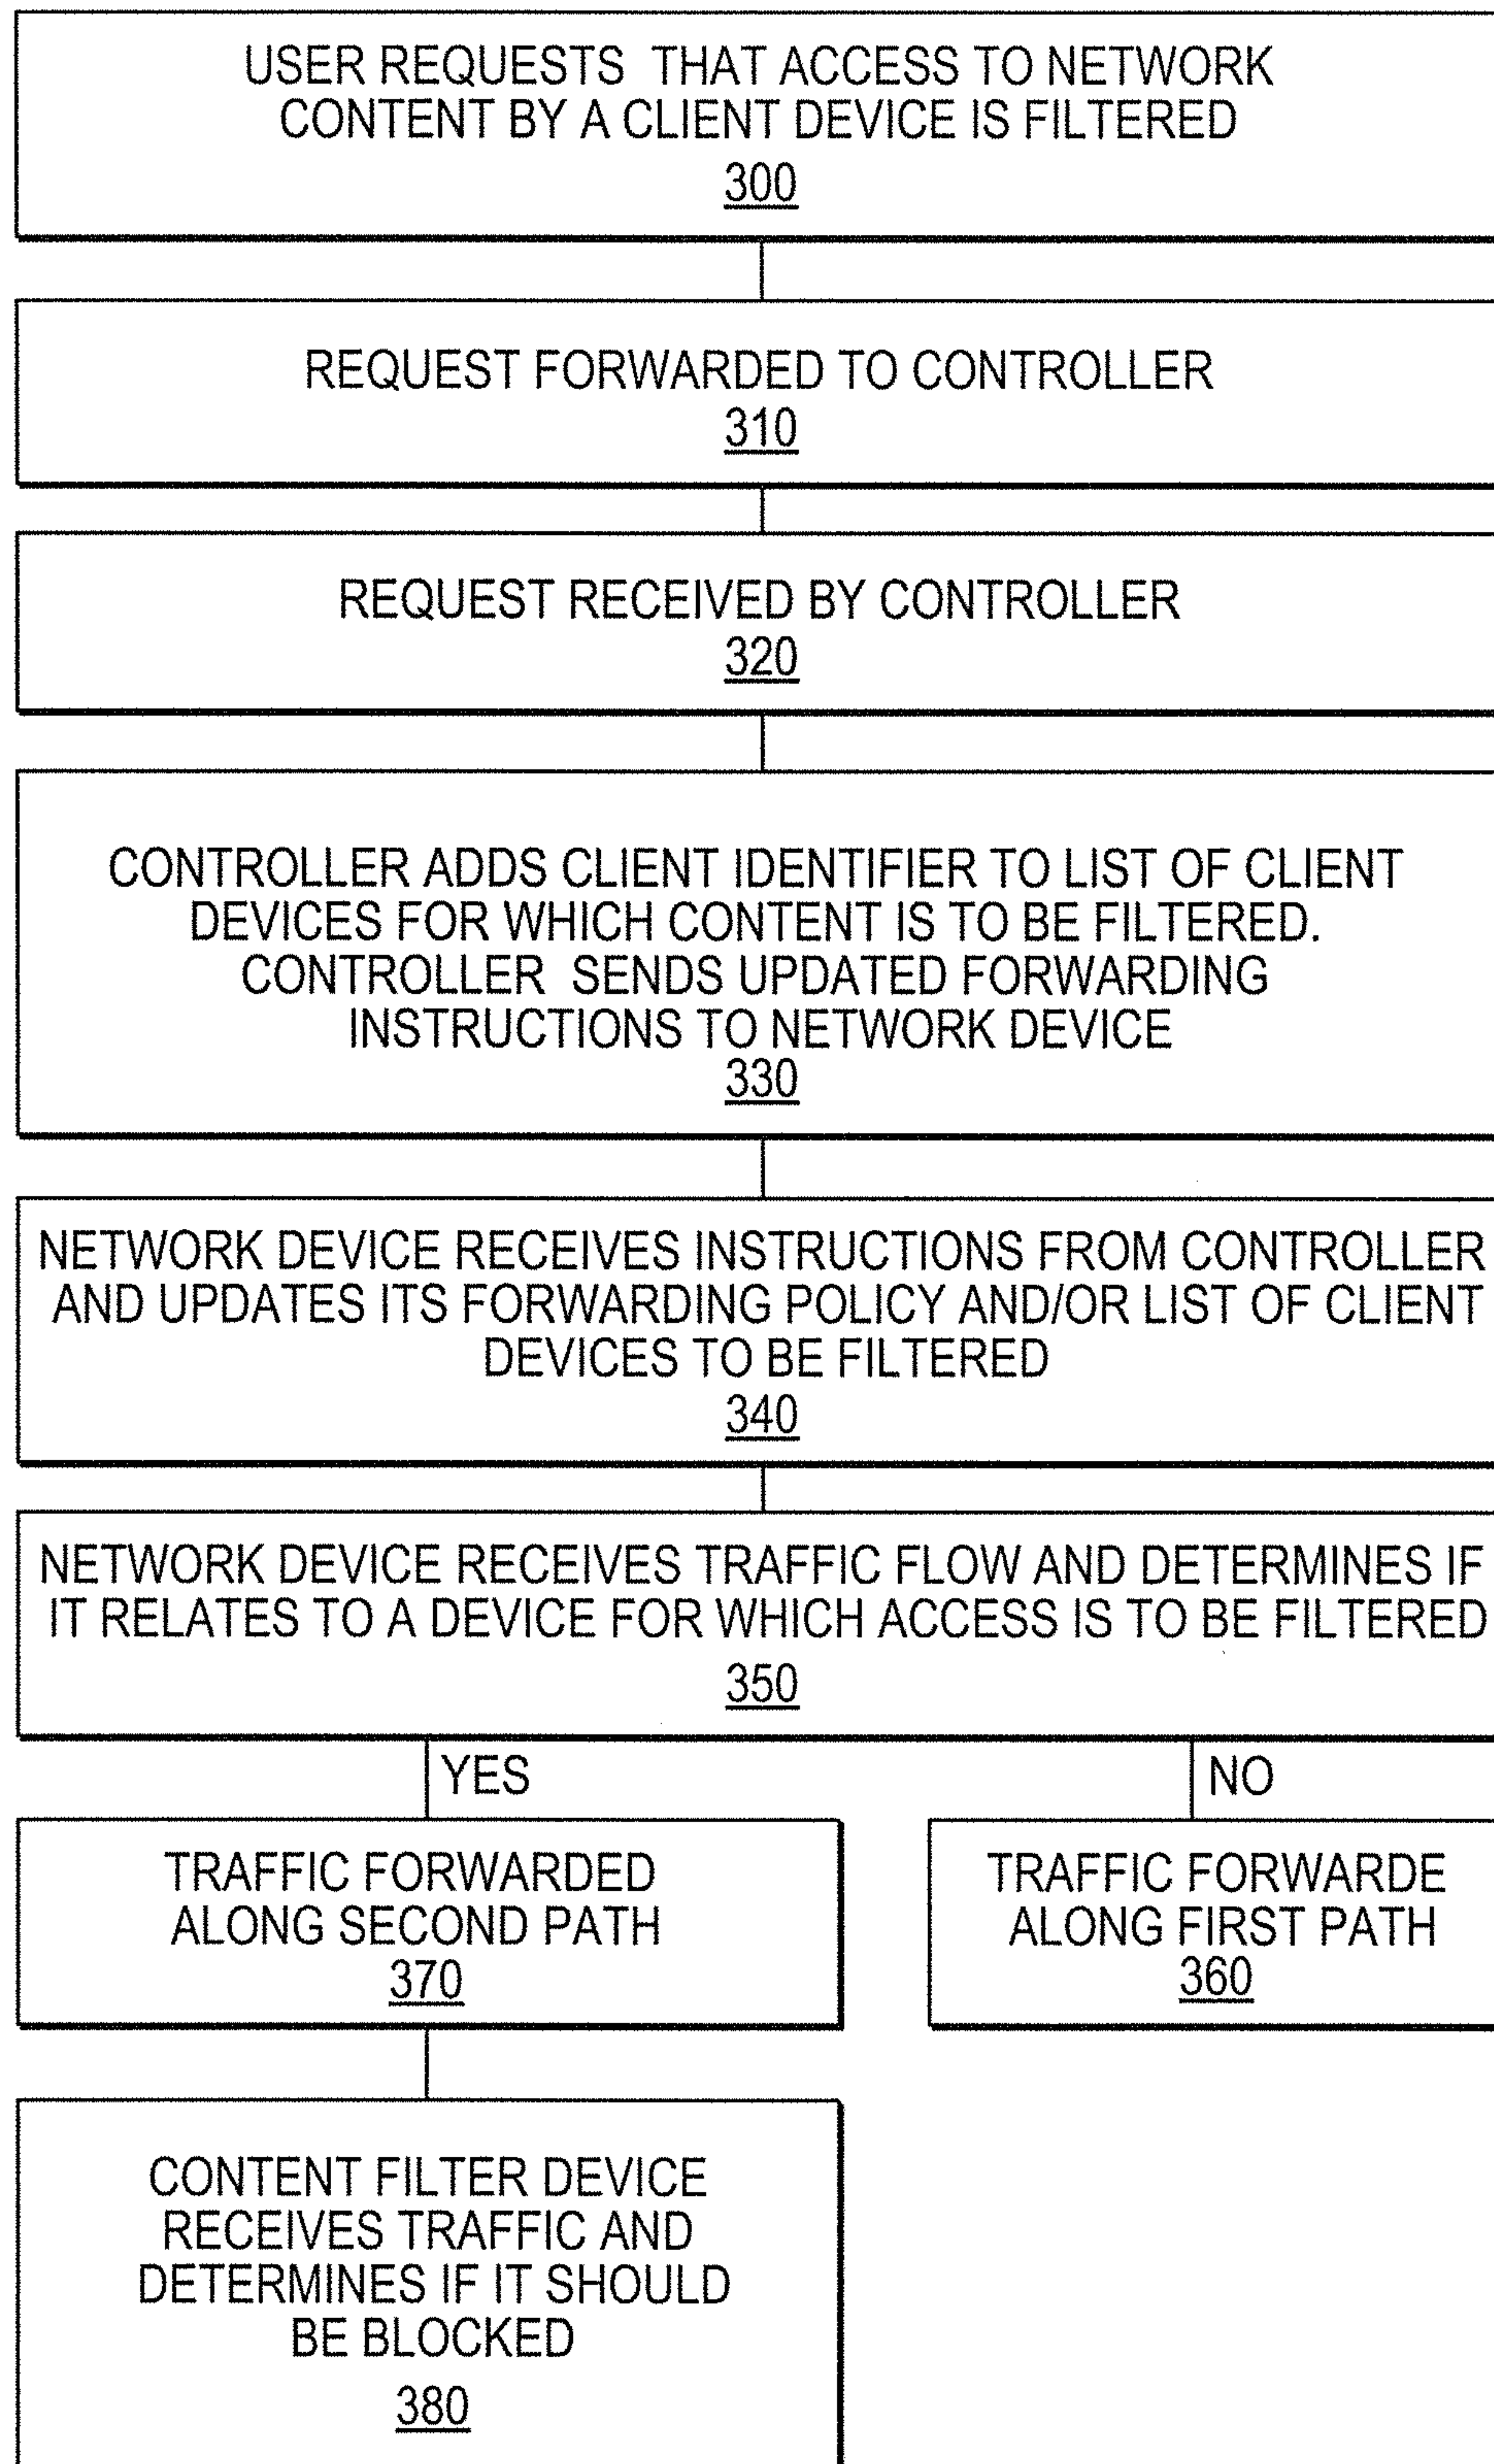 USER REQUESTS THAT ACCESS TO NETWORK
CONTENT BY A CLIENT DEVICE IS FILTERED
300
REQUEST FORWARDED TO CONTROLLER
310
REQUEST RECEIVED BY CONTROLLER
320
CONTROLLER ADDS CLIENT IDENTIFIER TO LIST OF CLIENT
DEVICES FOR WHICH CONTENT IS TO BE FILTERED.
CONTROLLER SENDS UPDATED FORWARDING
INSTRUCTIONS TO NETWORK DEVICE
330
NETWORK DEVICE RECEIVES INSTRUCTIONS FROM CONTROLLER
AND UPDATES ITS FORWARDING POLICY AND/OR LIST OF CLIENT
DEVICES TO BE FILTERED
340
NETWORK DEVICE RECEIVES TRAFFIC FLOW AND DETERMINES IF
IT RELATES TO A DEVICE FOR WHICH ACCESS IS TO BE FILTERED
350
YES
NO
TRAFFIC FORWARDED
ALONG SECOND PATH
370
TRAFFIC FORWARDE
ALONG FIRST PATH
360
CONTENT FILTER DEVICE
RECEIVES TRAFFIC AND
DETERMINES IF IT SHOULD
BE BLOCKED
380